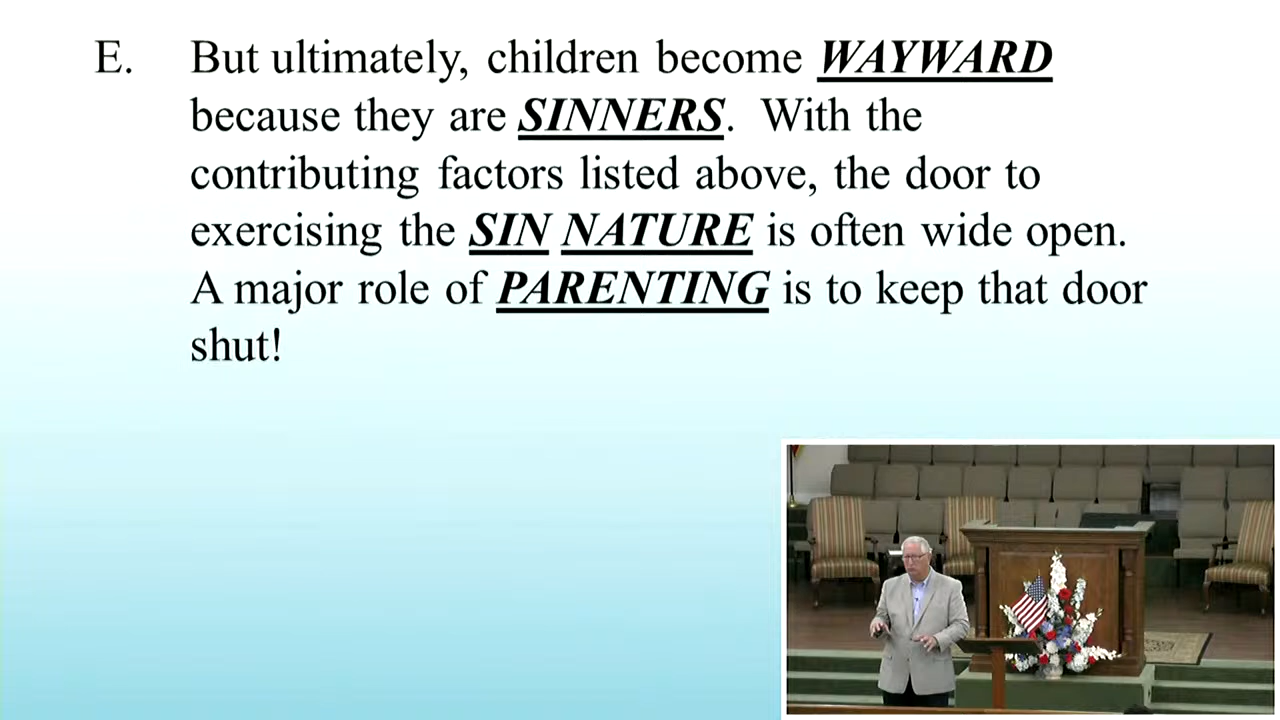 E. But ultimately, children become WAYWARD
because they are SINNERS. With the
contributing factors listed above, the door to
exercising the SIN NATURE is often wide open.
A major role of PARENTING is to keep that door
shut!